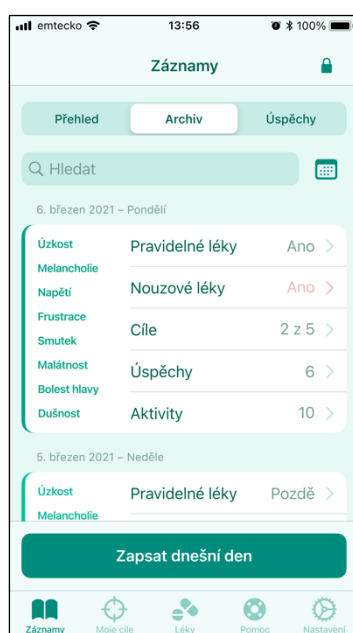 emtecko 13:56 100%
Záznamy
Přehled Archiv Úspěchy
Hledat
6. březen 2021 – Pondělí
Úzkost
Melancholie
Napětí
Frustrace
Smutek
Malátnost
Bolest hlavy
Dušnost
Pravidelné léky Ano
Nouzové léky Ano
Cíle 2 z 5
Úspěchy 6
Aktivity 10
5. březen 2021 – Neděle
Úzkost
Melancholie
Pravidelné léky Pozdě
Zapsat dnešní den
Záznamy Moje cíle Léky Pomoc Nastavení